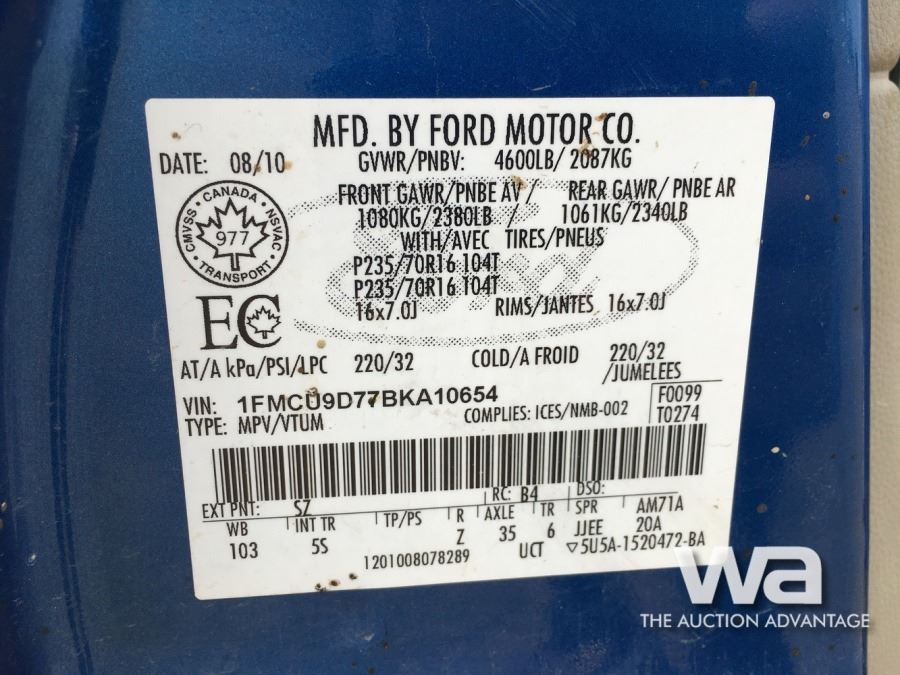 MFD. BY FORD MOTOR CO.
DATE: 08/10 GVWR/PNBV: 4600LB/ 2087KG
FRONT GAWR/PNBE AV / REAR GAWR/ PNBE AR
1080KG/2380LB / 1061KG/2340LB
WITH/AVEC TIRES/PNEUS
P235/70R16 104T
P235/70R16 104T
16x7.0J RIMS/JANTES 16x7.0J
CANADA
CMVSS 977 NSVAC
TRANSPORT
EC
AT/A kPa/PSI/LPC 220/32 COLD/A FROID 220/32
/JUMELEES
VIN: 1FMCU9D77BKA10654
TYPE: MPV/VTUM COMPLIES: ICES/NMB-002
F0099
T0274
EXT PNT: SZ RC: B4 DSO:
WB INT TR TP/PS R AXLE TR SPR AM71A
103 5S Z 35 6 JJEE 20A
1201008078289 UCT ▽5U5A-1520472-BA
wa
THE AUCTION ADVANTAGE